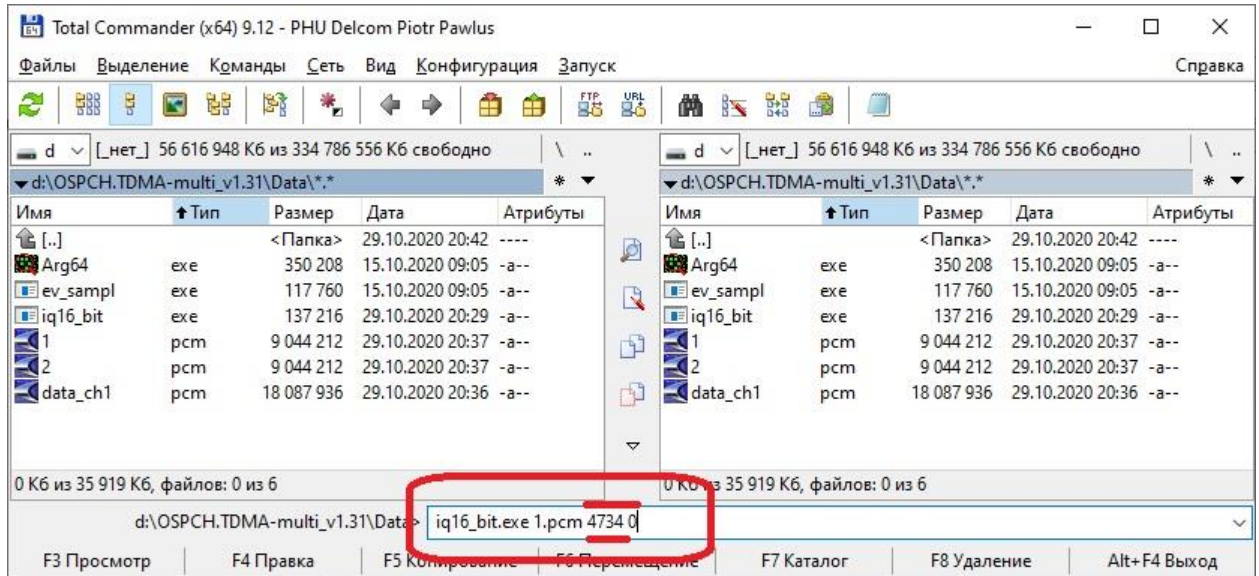 Total Commander (x64) 9.12 - PHU Delcom Piotr Pawlus
Файлы Выделение Команды Сеть Вид Конфигурация Запуск Справка
FTP URL
d [_нет_] 56 616 948 Кб из 334 786 556 Кб свободно \ ..
d:\OSPCH.TDMA-multi_v1.31\Data\*.* * ▼
Имя Тип Размер Дата Атрибуты
[..] <Папка> 29.10.2020 20:42 ----
Arg64 exe 350 208 15.10.2020 09:05 -a--
ev_sampl exe 117 760 15.10.2020 09:05 -a--
iq16_bit exe 137 216 29.10.2020 20:29 -a--
1 pcm 9 044 212 29.10.2020 20:37 -a--
2 pcm 9 044 212 29.10.2020 20:37 -a--
data_ch1 pcm 18 087 936 29.10.2020 20:36 -a--
0 Кб из 35 919 Кб, файлов: 0 из 6
d [_нет_] 56 616 948 Кб из 334 786 556 Кб свободно \ ..
d:\OSPCH.TDMA-multi_v1.31\Data\*.* * ▼
Имя Тип Размер Дата Атрибуты
[..] <Папка> 29.10.2020 20:42 ----
Arg64 exe 350 208 15.10.2020 09:05 -a--
ev_sampl exe 117 760 15.10.2020 09:05 -a--
iq16_bit exe 137 216 29.10.2020 20:29 -a--
1 pcm 9 044 212 29.10.2020 20:37 -a--
2 pcm 9 044 212 29.10.2020 20:37 -a--
data_ch1 pcm 18 087 936 29.10.2020 20:36 -a--
0 Кб из 35 919 Кб, файлов: 0 из 6
d:\OSPCH.TDMA-multi_v1.31\Data> iq16_bit.exe 1.pcm 4734 0
F3 Просмотр F4 Правка F5 Копирование F6 Перемещение F7 Каталог F8 Удаление Alt+F4 Выход